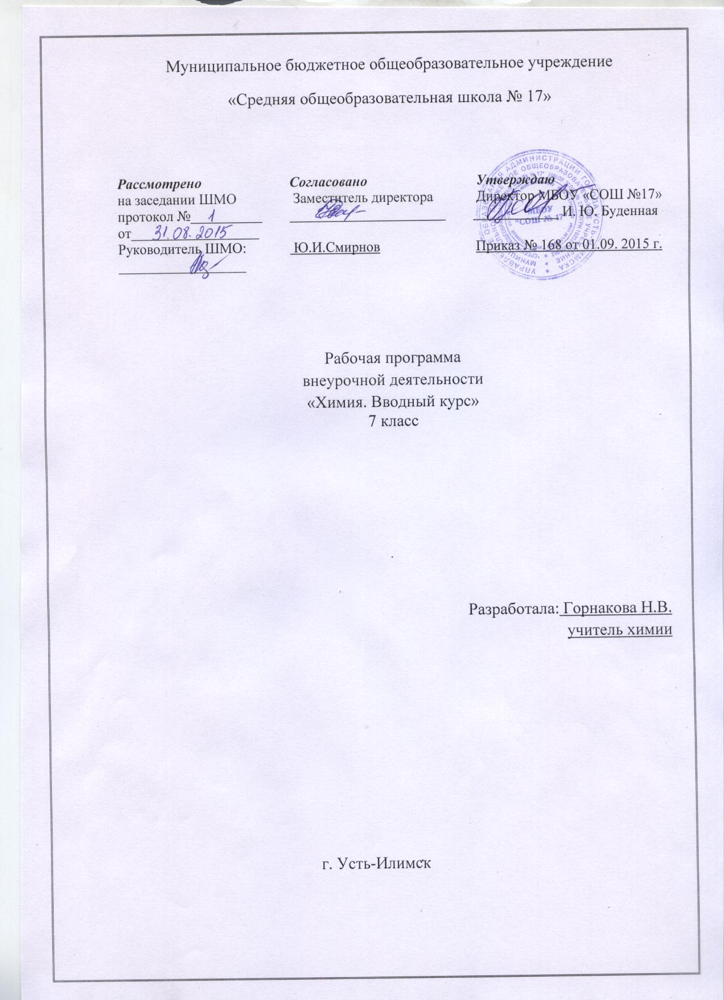 Муниципальное бюджетное общеобразовательное учреждение
«Средняя общеобразовательная школа № 17»
Рассмотрено
на заседании ШМО
протокол № 1
от 31.08.2015
Руководитель ШМО:
Согласовано
Заместитель директора
Ю.И.Смирнов
Утверждаю
Директор МБОУ «СОШ №17»
И .Ю. Буденная
Приказ № 168 от 01.09. 2015 г.
МБОУ
"СОШ № 17"
Рабочая программа
внеурочной деятельности
«Химия. Вводный курс»
7 класс
Разработала: Горнакова Н.В.
учитель химии
г. Усть-Илимск